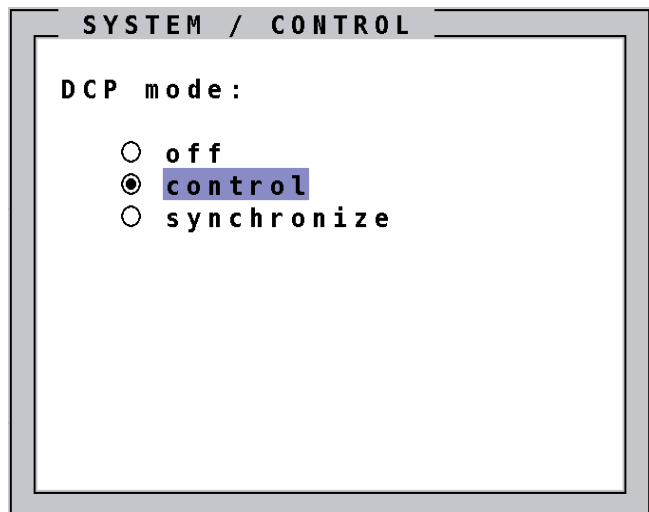 SYSTEM / CONTROL
DCP mode:
off
control
synchronize